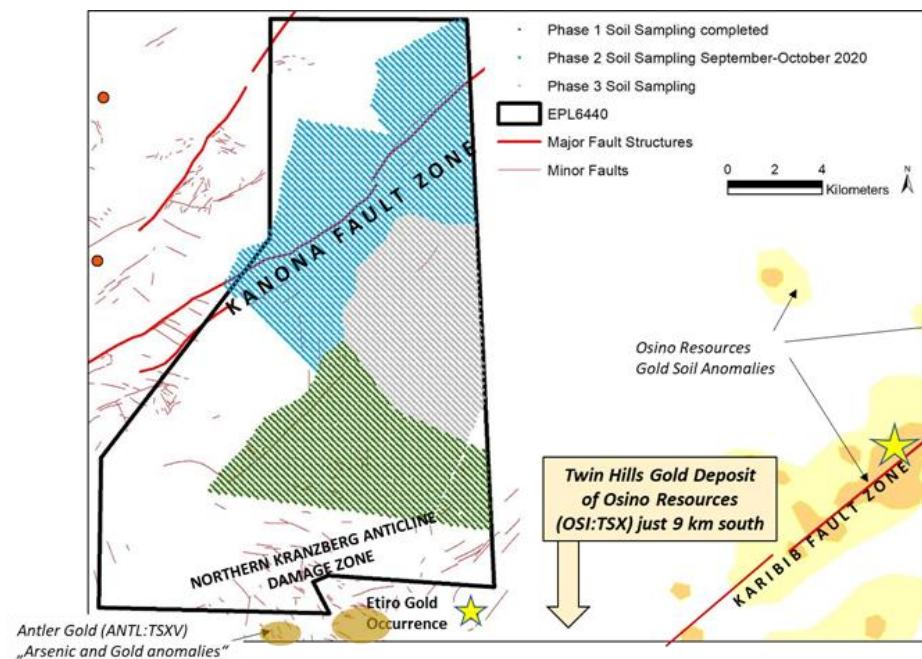 Phase 1 Soil Sampling completed
Phase 2 Soil Sampling September-October 2020
Phase 3 Soil Sampling
EPL6440
Major Fault Structures
Minor Faults
0 2 4
Kilometers
N
KANONA FAULT ZONE
Osino Resources
Gold Soil Anomalies
Twin Hills Gold Deposit
of Osino Resources
(OSI:TSX) just 9 km south
KARIBIB FAULT ZONE
NORTHERN KRANZBERG ANTICLINE
DAMAGE ZONE
Etiro Gold
Occurrence
Antler Gold (ANTL:TSXV)
„Arsenic and Gold anomalies“